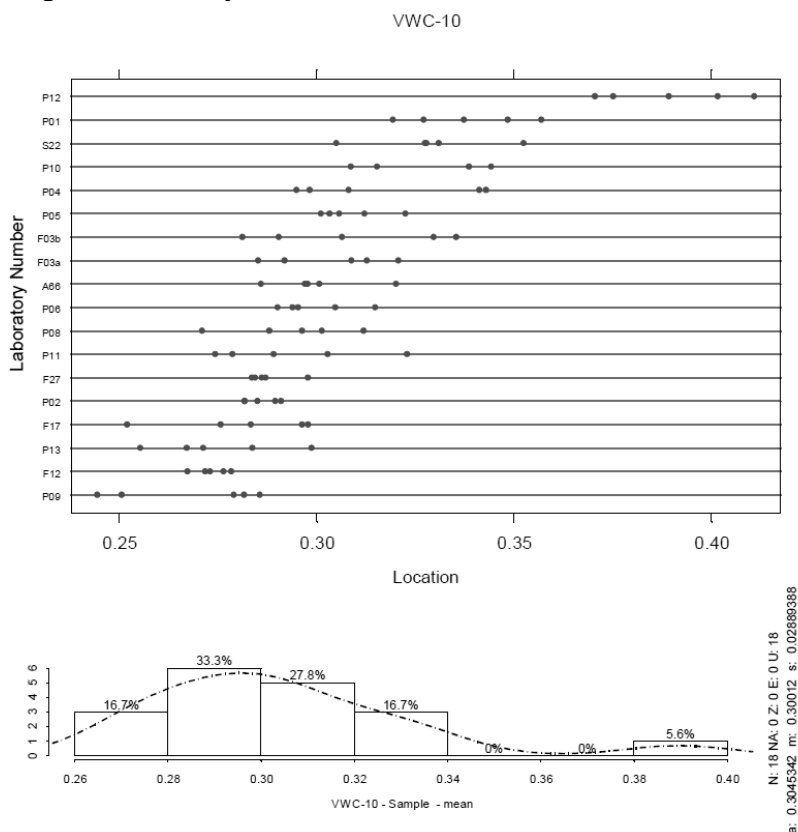 VWC-10
Laboratory Number
P12
P01
S22
P10
P04
P05
F03b
F03a
A66
P06
P08
P11
F27
P02
F17
P13
F12
P09
0.25 0.30 0.35 0.40
Location
0 1 2 3 4 5 6
16.7% 33.3% 27.8% 16.7% 0% 0% 5.6%
0.26 0.28 0.30 0.32 0.34 0.36 0.38 0.40
VWC-10 - Sample - mean
N: 18 NA: 0 Z: 0 E: 0 U: 18
a: 0.3045342 m: 0.30012 s: 0.02889388